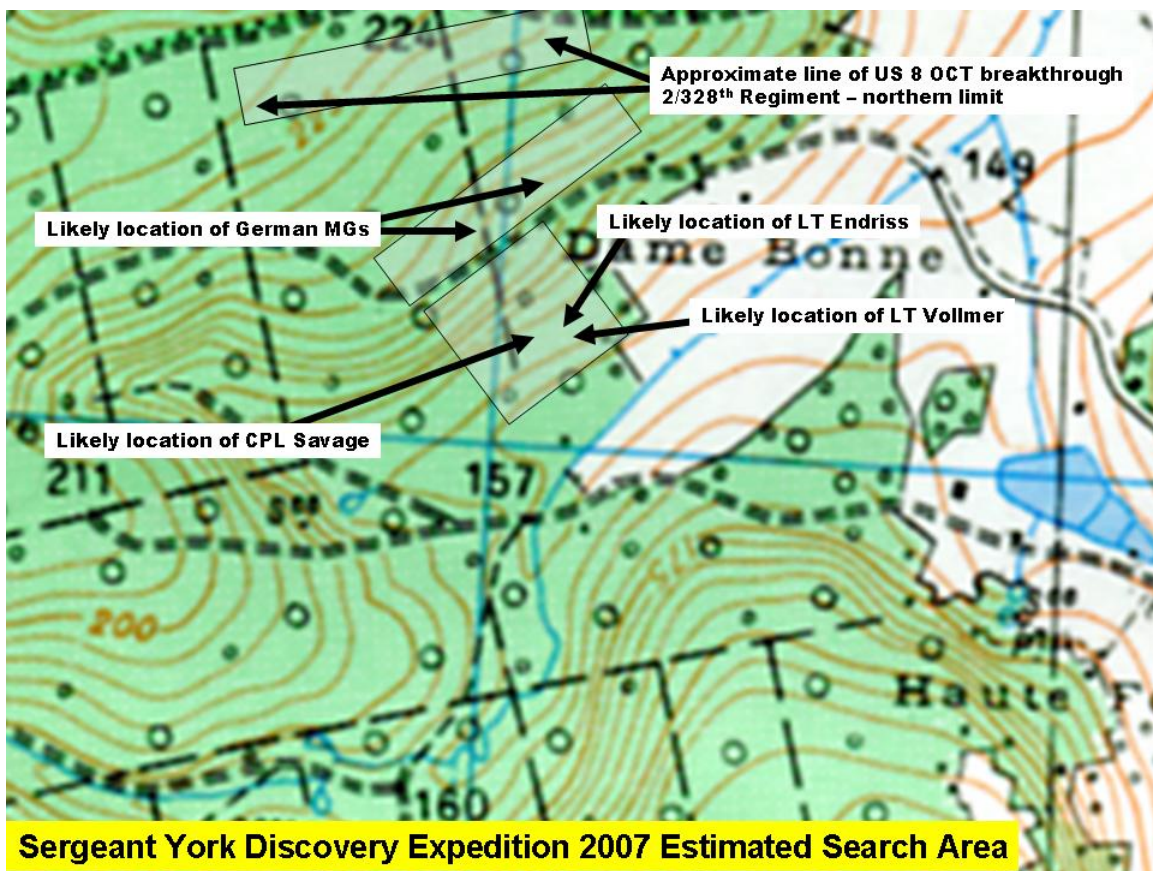 224
Approximate line of US 8 OCT breakthrough
2/328th Regiment – northern limit
149
Likely location of German MGs
Likely location of LT Endriss
Dame Bonne
Likely location of LT Vollmer
Likely location of CPL Savage
211
157
175
200
Haute F
160
Sergeant York Discovery Expedition 2007 Estimated Search Area